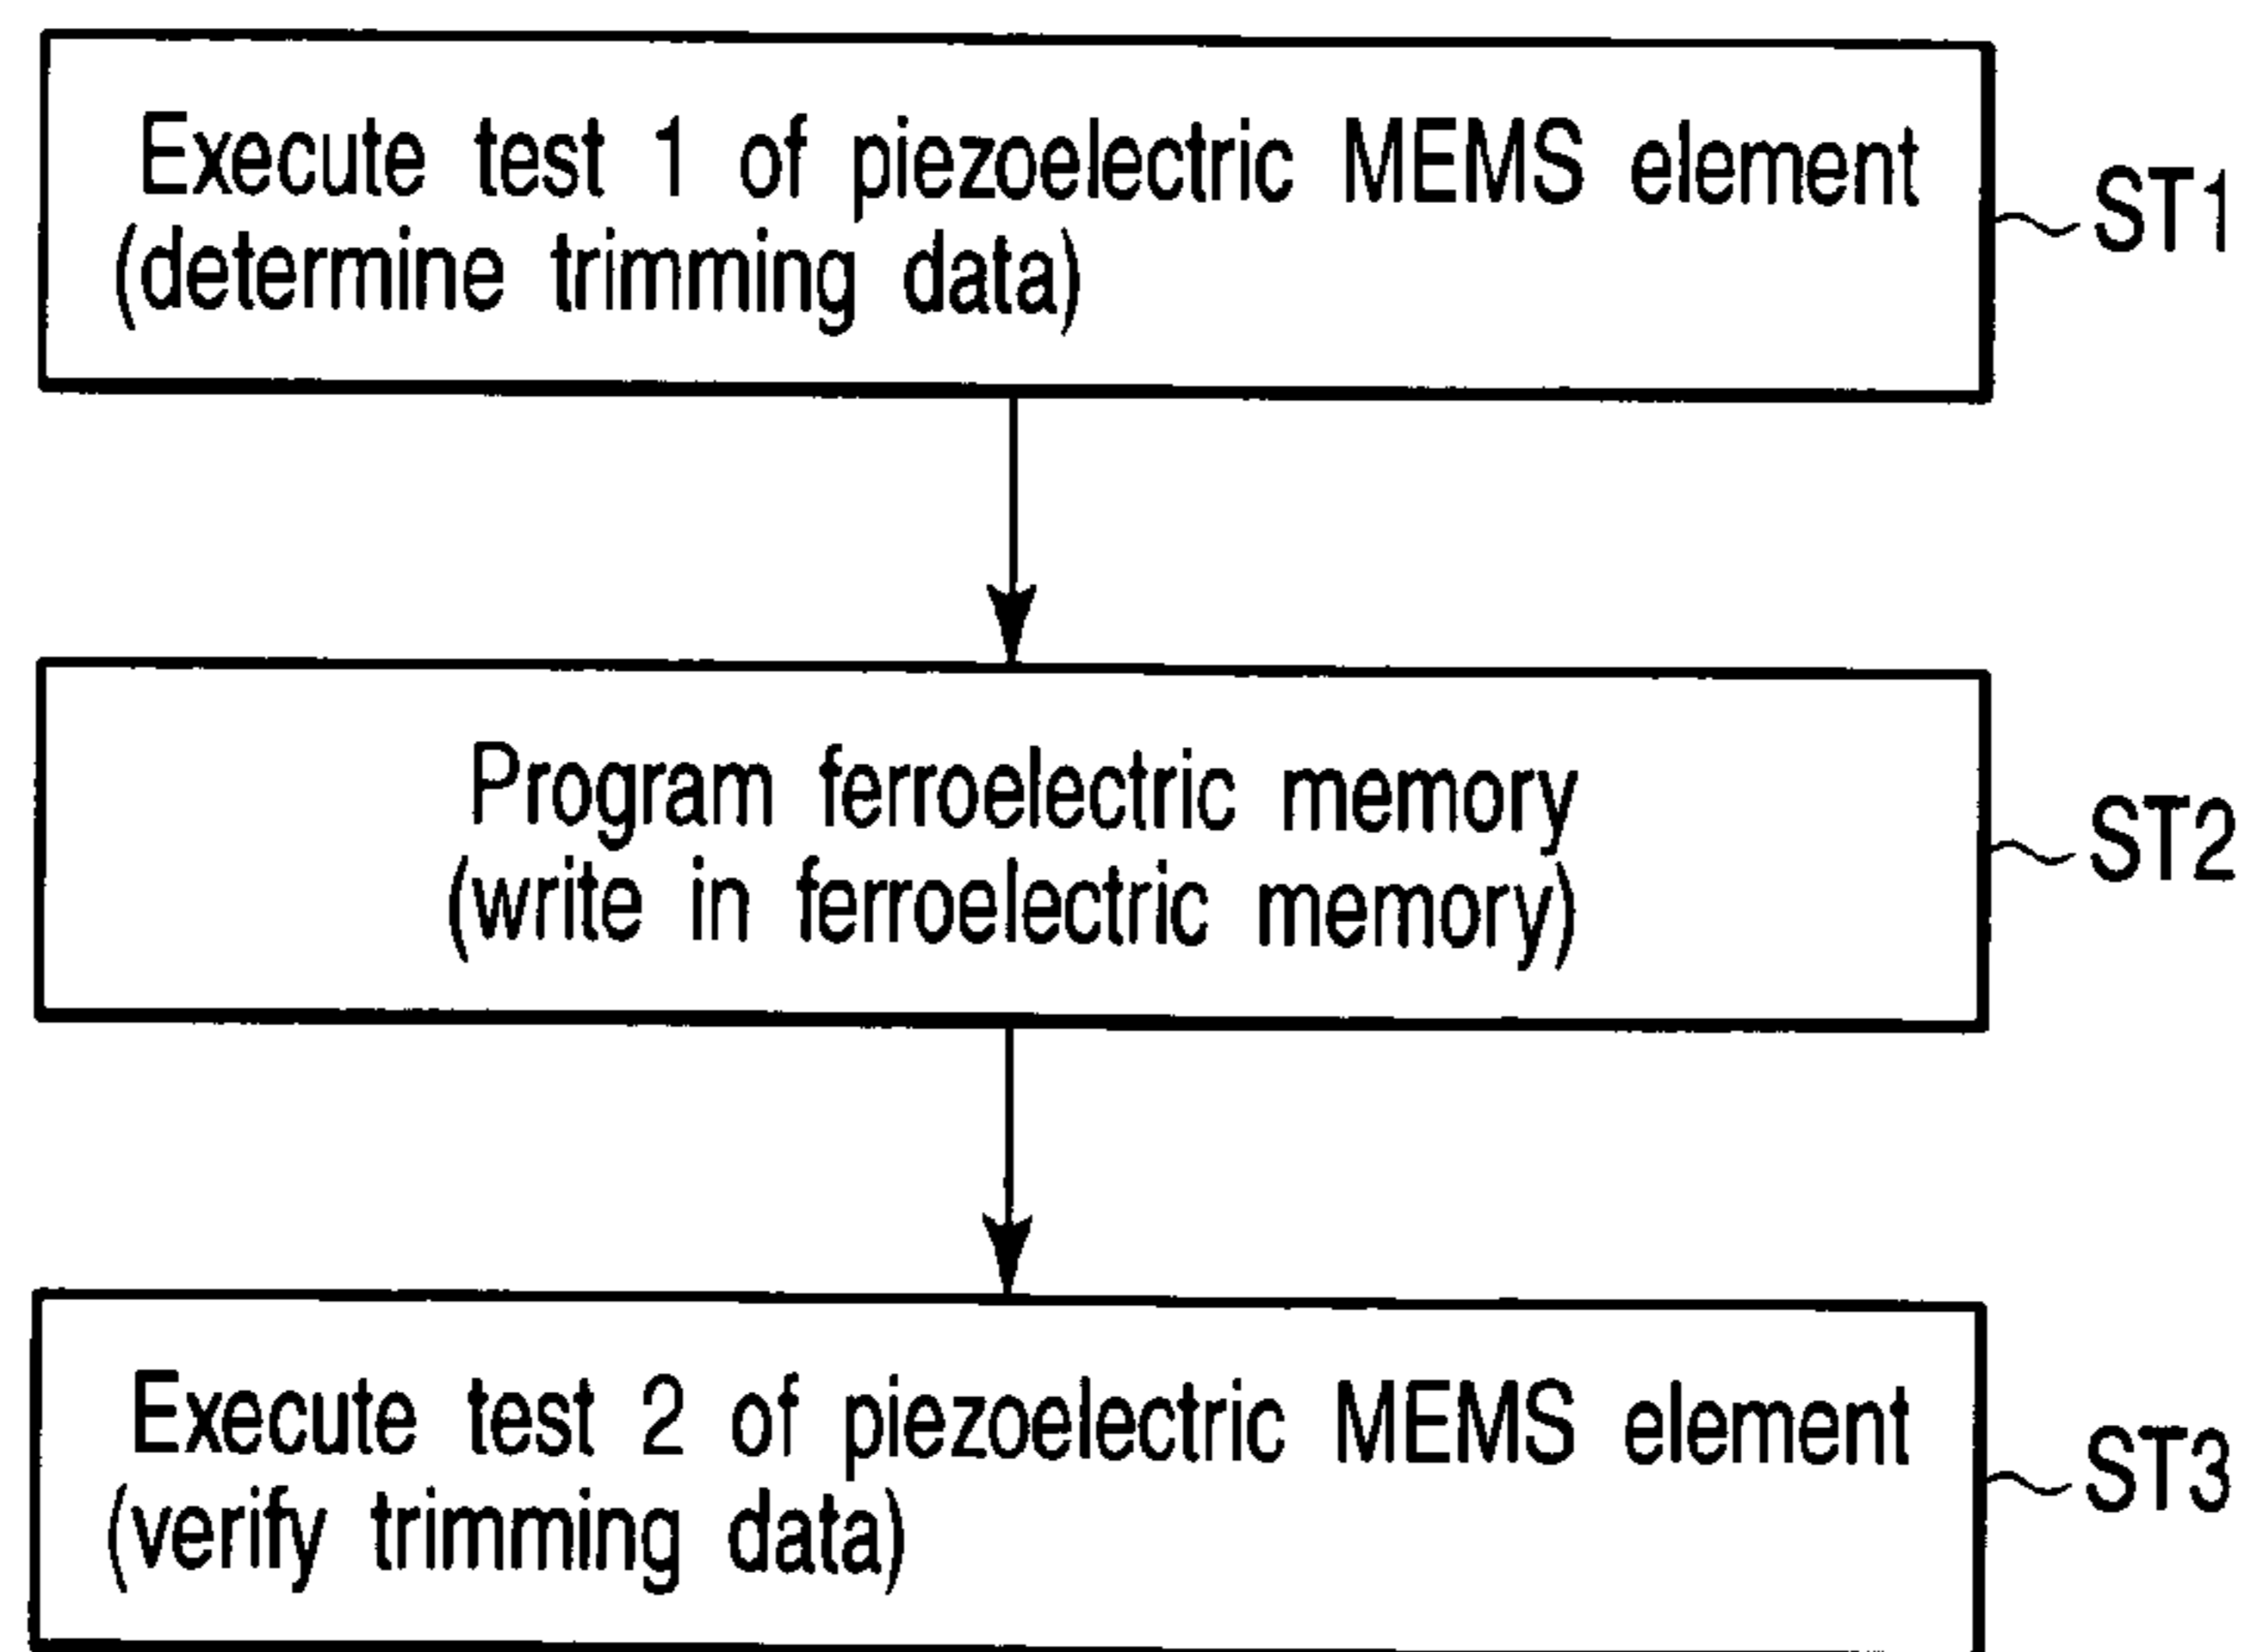 Execute test 1 of piezoelectric MEMS element
(determine trimming data)
ST1
Program ferroelectric memory
(write in ferroelectric memory)
ST2
Execute test 2 of piezoelectric MEMS element
(verify trimming data)
ST3